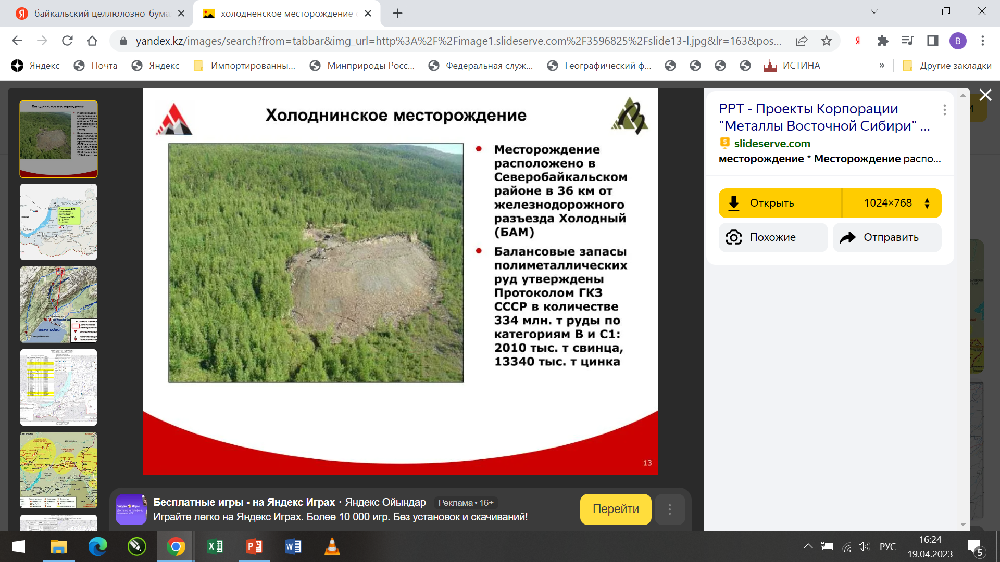 байкальский целлюлозно-бума
холодненское месторождение
yandex.kz/images/search?from=tabbar&img_url=http%3A%2F%2Fimage1.slideserve.com%2F3596825%2Fslide13-l.jpg&lr=163&pos...
Яндекс
Почта
Яндекс
Импортированны...
Минприроды Росс...
Федеральная служ...
Географический ф...
ИСТИНА
»
Другие закладки
Холоднинское месторождение
Месторождение
расположено в
Северобайкальском
районе в 36 км от
железнодорожного
разъезда Холодный
(БАМ)
Балансовые запасы
полиметаллических
руд утверждены
Протоколом ГКЗ
СССР в количестве
334 млн. т руды по
категориям В и С1:
2010 тыс. т свинца,
13340 тыс. т цинка
13
PPT - Проекты Корпорации
"Металлы Восточной Сибири" ...
slideserve.com
месторождение * Месторождение распо...
Открыть
1024×768
Похожие
Отправить
Бесплатные игры - на Яндекс Играх · Яндекс Ойындар
Реклама • 16+
Играйте легко на Яндекс Играх. Более 10 000 игр. Без установок и скачиваний!
Перейти
РУС
16:24
19.04.2023
5